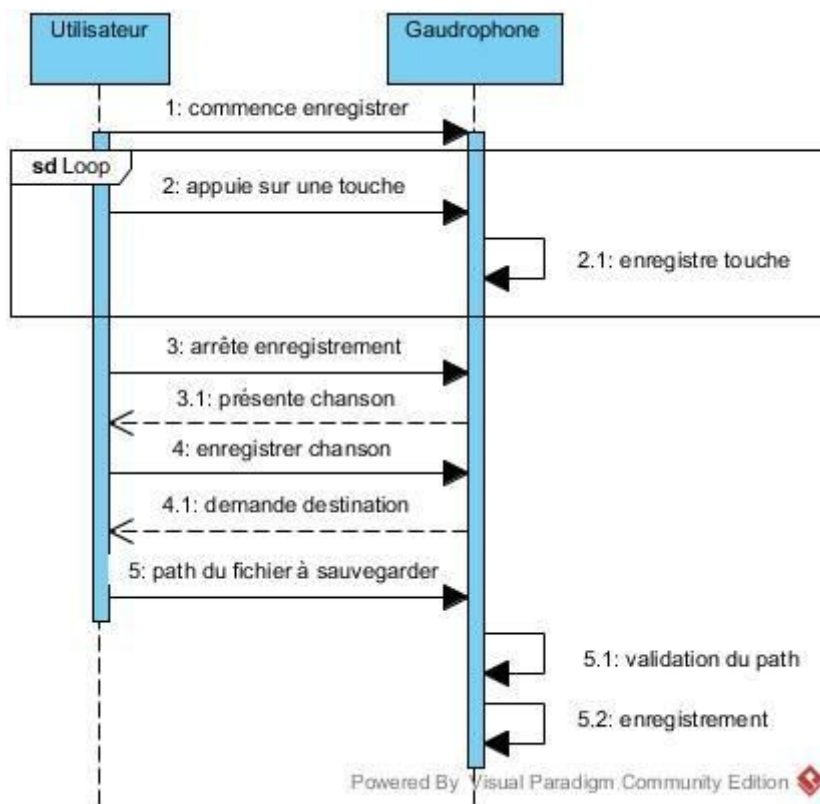 Utilisateur
Gaudrophone
1: commence enregistrer
sd Loop
2: appuie sur une touche
2.1: enregistre touche
3: arrête enregistrement
3.1: présente chanson
4: enregistrer chanson
4.1: demande destination
5: path du fichier à sauvegarder
5.1: validation du path
5.2: enregistrement
Powered By Visual Paradigm Community Edition